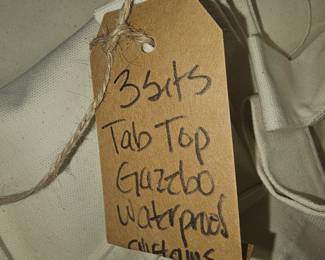 3 sets
Tab Top
Gazebo
waterproof